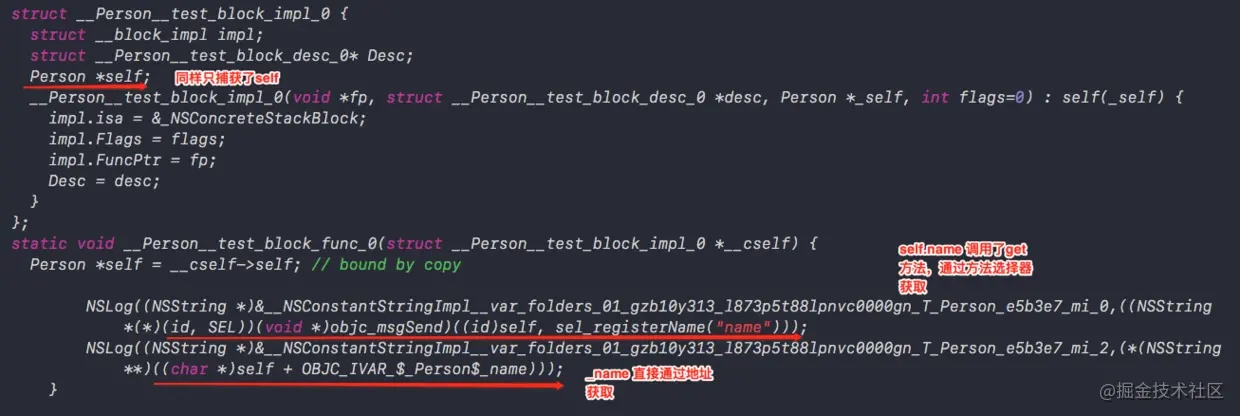 struct __Person__test_block_impl_0 {
struct __block_impl impl;
struct __Person__test_block_desc_0* Desc;
Person *self; 同样只捕获了self
__Person__test_block_impl_0(void *fp, struct __Person__test_block_desc_0 *desc, Person *_self, int flags=0) : self(_self) {
impl.isa = &_NSConcreteStackBlock;
impl.Flags = flags;
impl.FuncPtr = fp;
Desc = desc;
}
};
static void __Person__test_block_func_0(struct __Person__test_block_impl_0 *__cself) {
Person *self = __cself->self; // bound by copy
self.name 调用了get
方法，通过方法选择器
获取
NSLog((NSString *)&__NSConstantStringImpl__var_folders_01_gzb10y313_l873p5t88lpnvc0000gn_T_Person_e5b3e7_mi_0,((NSString
*(*)(id, SEL))(void *)objc_msgSend)((id)self, sel_registerName("name")));
NSLog((NSString *)&__NSConstantStringImpl__var_folders_01_gzb10y313_l873p5t88lpnvc0000gn_T_Person_e5b3e7_mi_2,(*(NSString
**)((char *)self + OBJC_IVAR_$_Person$_name)));
_name 直接通过地址
获取
}
@掘金技术社区